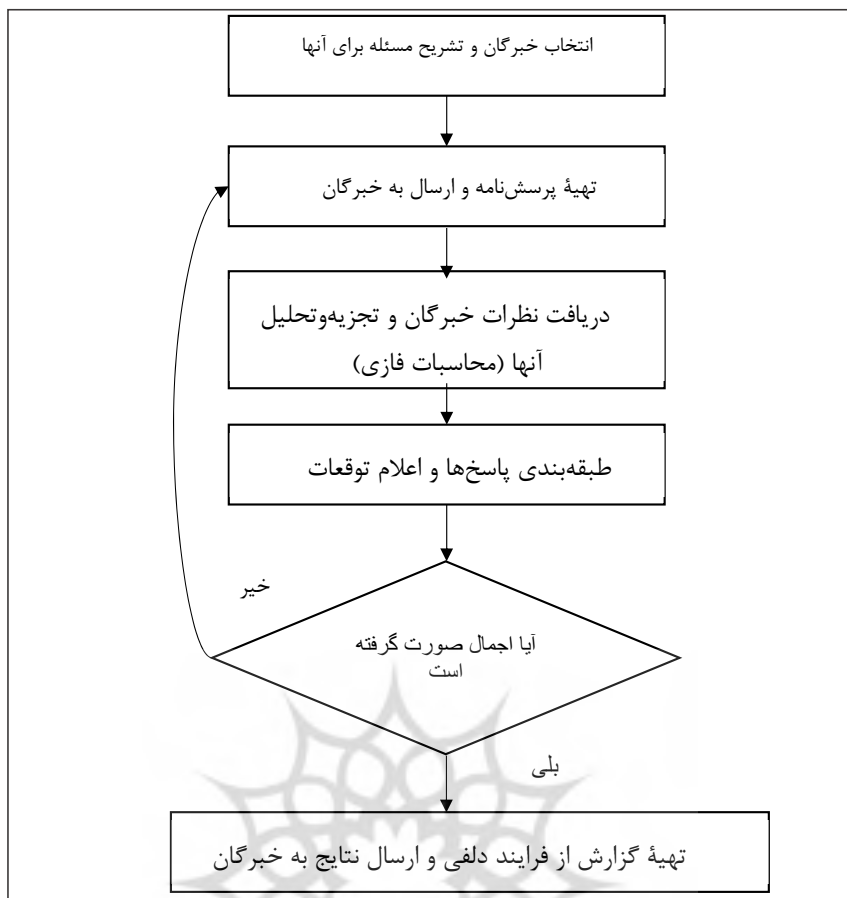 انتخاب خبرگان و تشریح مسئله برای آنها
تهیهٔ پرسش‌نامه و ارسال به خبرگان
دریافت نظرات خبرگان و تجزیه‌وتحلیل
آنها (محاسبات فازی)
طبقه‌بندی پاسخ‌ها و اعلام توقعات
خیر
آیا اجمال صورت گرفته
است
بلی
تهیهٔ گزارش از فرایند دلفی و ارسال نتایج به خبرگان